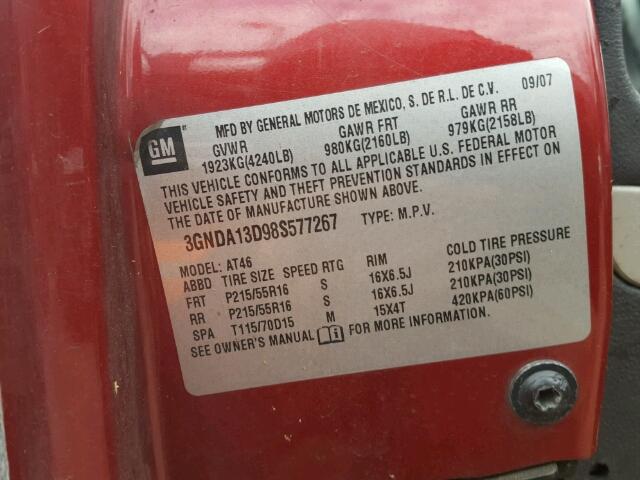 MFD BY GENERAL MOTORS DE MEXICO, S. DE R.L. DE C.V. 09/07
GM
GVWR GAWR FRT GAWR RR
1923KG(4240LB) 980KG(2160LB) 979KG(2158LB)
THIS VEHICLE CONFORMS TO ALL APPLICABLE U.S. FEDERAL MOTOR
VEHICLE SAFETY AND THEFT PREVENTION STANDARDS IN EFFECT ON
THE DATE OF MANUFACTURE SHOWN ABOVE.
3GNDA13D98S577267 TYPE: M.P.V.
MODEL: AT46
ABBD TIRE SIZE SPEED RTG RIM COLD TIRE PRESSURE
FRT P215/55R16 S 16X6.5J 210KPA(30PSI)
RR P215/55R16 S 16X6.5J 210KPA(30PSI)
SPA T115/70D15 M 15X4T 420KPA(60PSI)
SEE OWNER'S MANUAL FOR MORE INFORMATION.